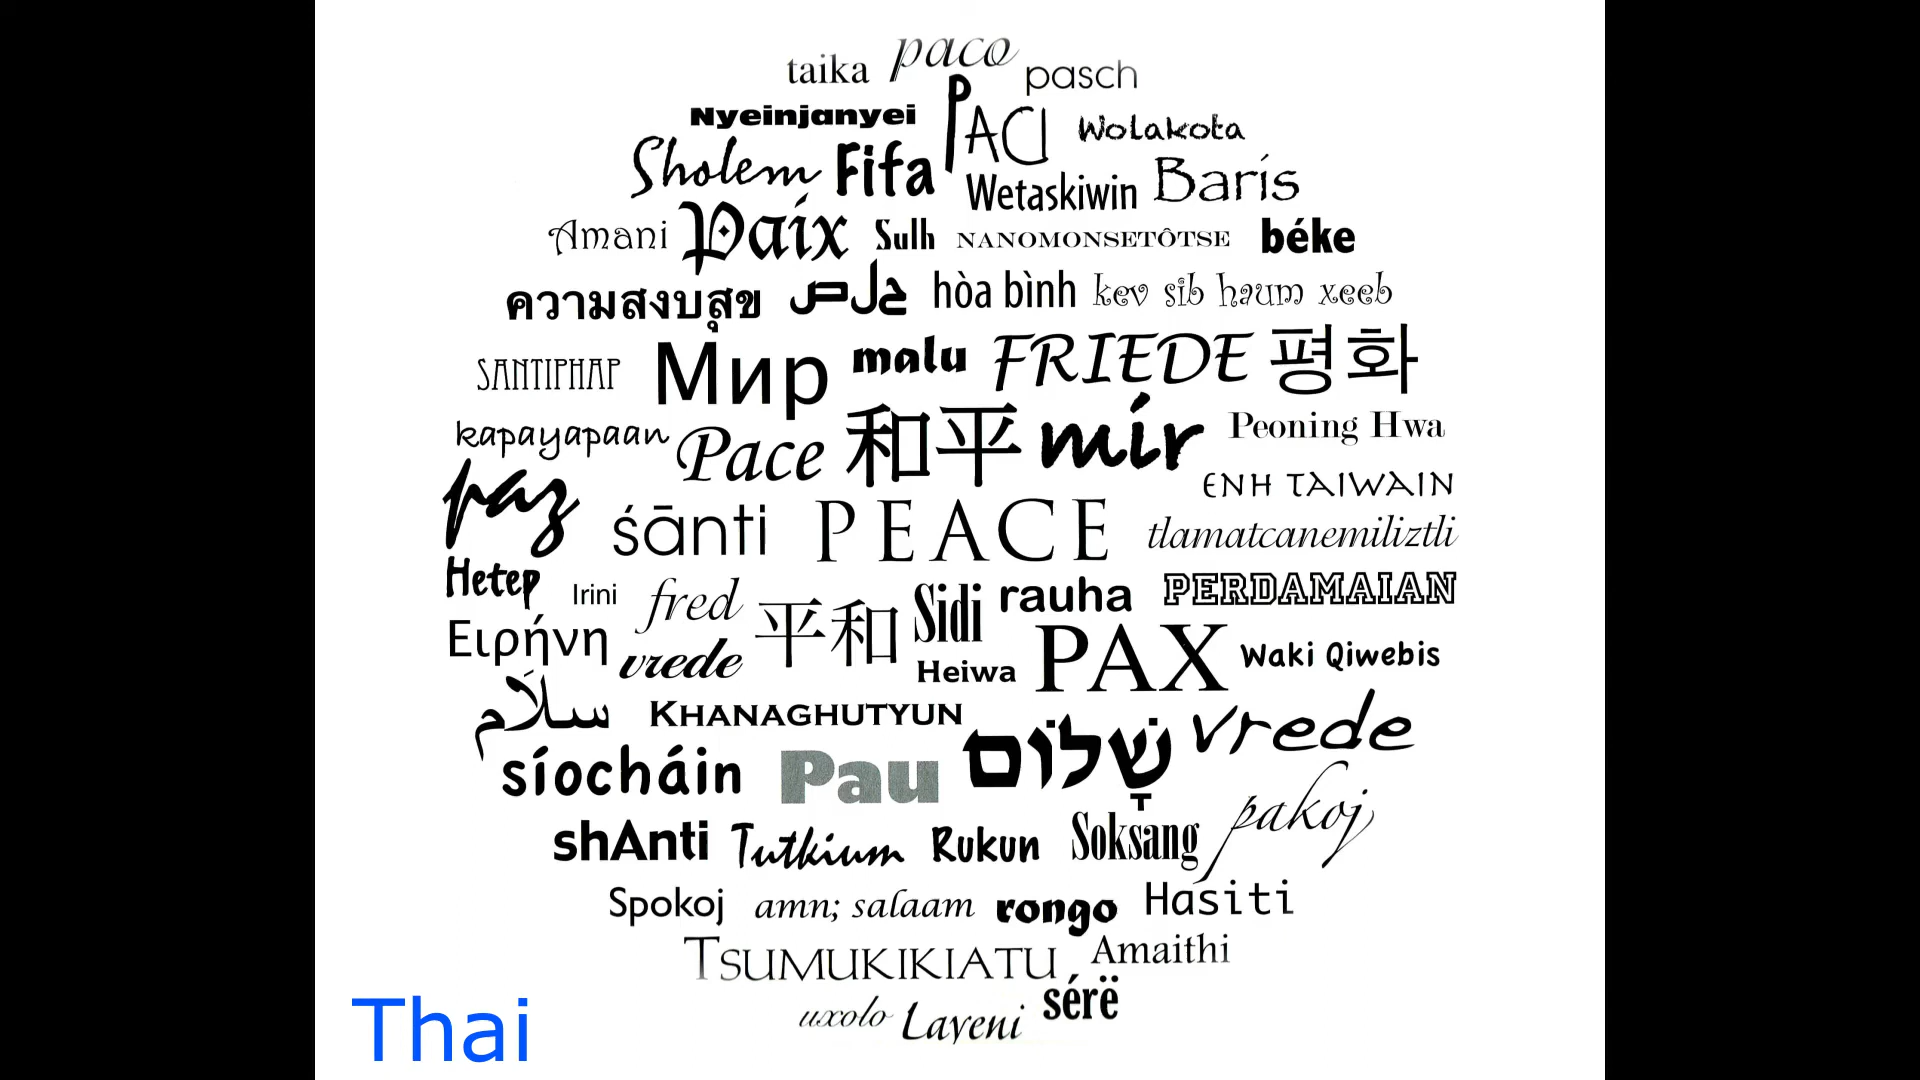 taika paco pasch
Nyeinjanyei PACI Wolakota
Sholem Fifa Wetaskiwin Baris
Amani Paix Sulh NANOMONSETÔTSE béke
ความสงบสุข hòa bình kev sib haum xeeb
SANTIPHAP Мир malu FRIEDE 평화
kapayapaan Pace 和平 mír Peoning Hwa
paz ENH TAIWAIN
śānti PEACE tlamatcanemiliztli
Hetep Irini fred Sidi rauha PERDAMAIAN
Ειρήνη vrede 平和 Heiwa PAX Waki Qiwebis
سلَام KHANAGHUTYUN שָׁלוֹם vrede
síocháin Pau pakoj
shAnti Tutkium Rukun Soksang
Spokoj amn; salaam rongo Hasiti
TSUMUKIKIATU Amaithi
uxolo Layeni sérë
Thai